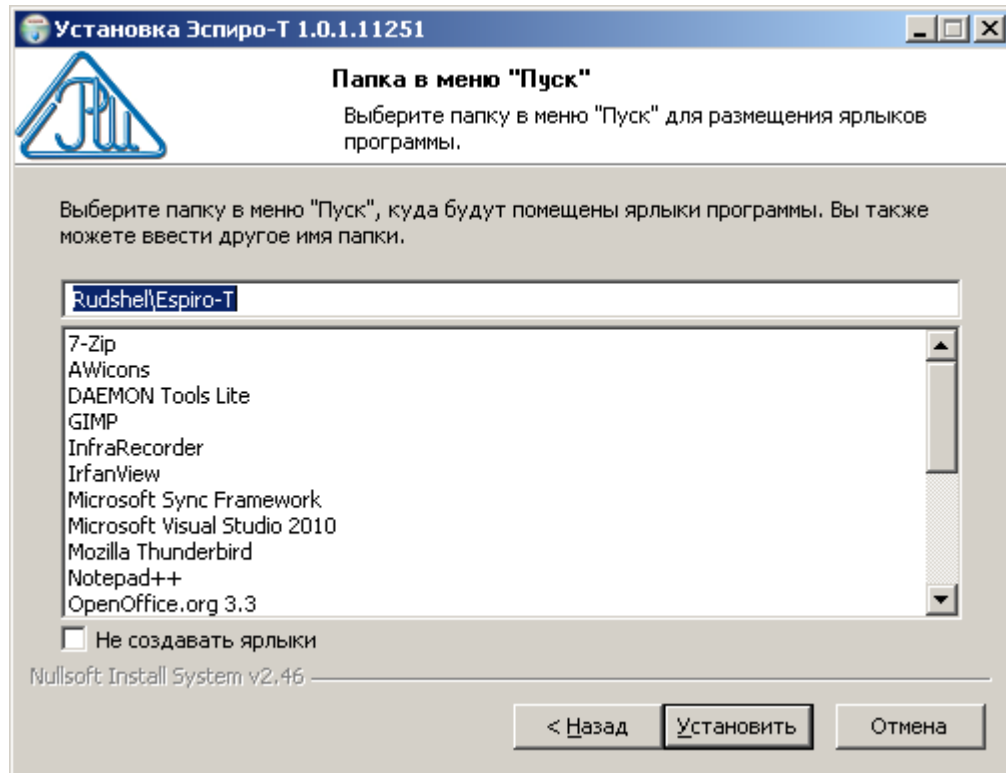 Установка Эспиро-Т 1.0.1.11251
Папка в меню "Пуск"
Выберите папку в меню "Пуск" для размещения ярлыков
программы.
Выберите папку в меню "Пуск", куда будут помещены ярлыки программы. Вы также
можете ввести другое имя папки.
Rudshel\Espiro-T
7-Zip
AWicons
DAEMON Tools Lite
GIMP
InfraRecorder
IrfanView
Microsoft Sync Framework
Microsoft Visual Studio 2010
Mozilla Thunderbird
Notepad++
OpenOffice.org 3.3
Не создавать ярлыки
Nullsoft Install System v2.46
< Назад Установить Отмена